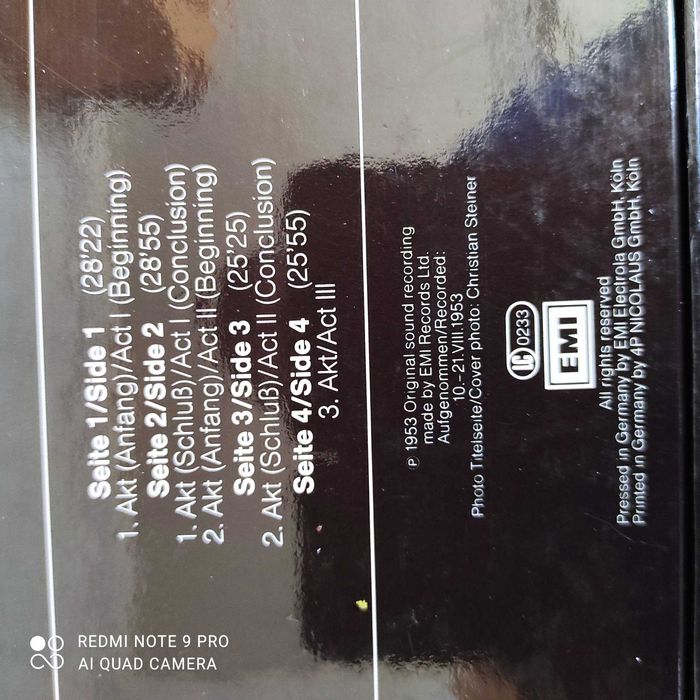 Seite 1/Side 1 (28'22)
1. Akt (Anfang)/Act I (Beginning)
Seite 2/Side 2 (28'55)
1. Akt (Schluß)/Act I (Conclusion)
2. Akt (Anfang)/Act II (Beginning)
Seite 3/Side 3 (25'25)
2. Akt (Schluß)/Act II (Conclusion)
Seite 4/Side 4 (25'55)
3. Akt/Act III
℗ 1953 Original sound recording
made by EMI Records Ltd.
Aufgenommen/Recorded:
10.–21.VIII.1953
Photo Titelseite/Cover photo: Christian Steiner
LC 0233
EMI
All rights reserved
Pressed in Germany by EMI Electrola GmbH, Köln
Printed in Germany by 4P NICOLAUS GmbH, Köln
REDMI NOTE 9 PRO
AI QUAD CAMERA